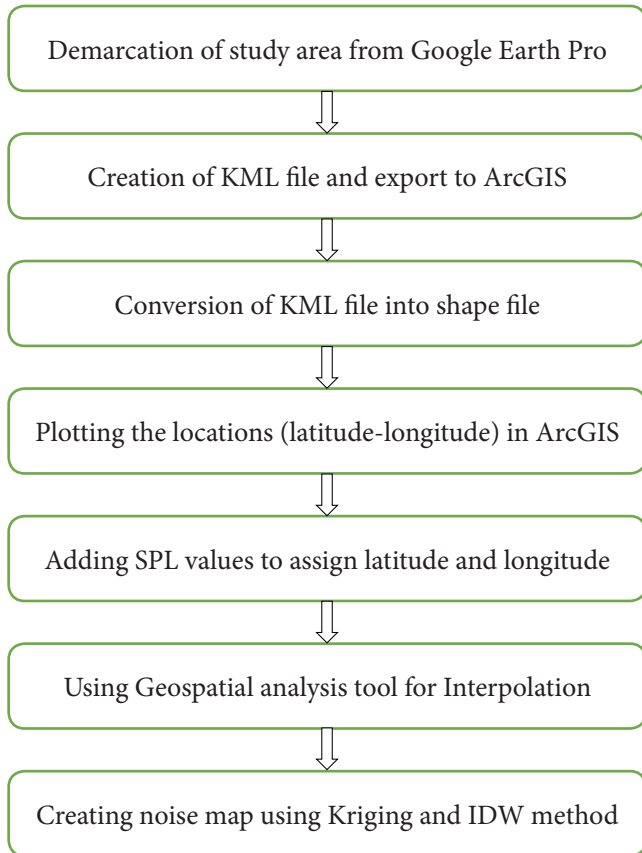 Demarcation of study area from Google Earth Pro
Creation of KML file and export to ArcGIS
Conversion of KML file into shape file
Plotting the locations (latitude-longitude) in ArcGIS
Adding SPL values to assign latitude and longitude
Using Geospatial analysis tool for Interpolation
Creating noise map using Kriging and IDW method